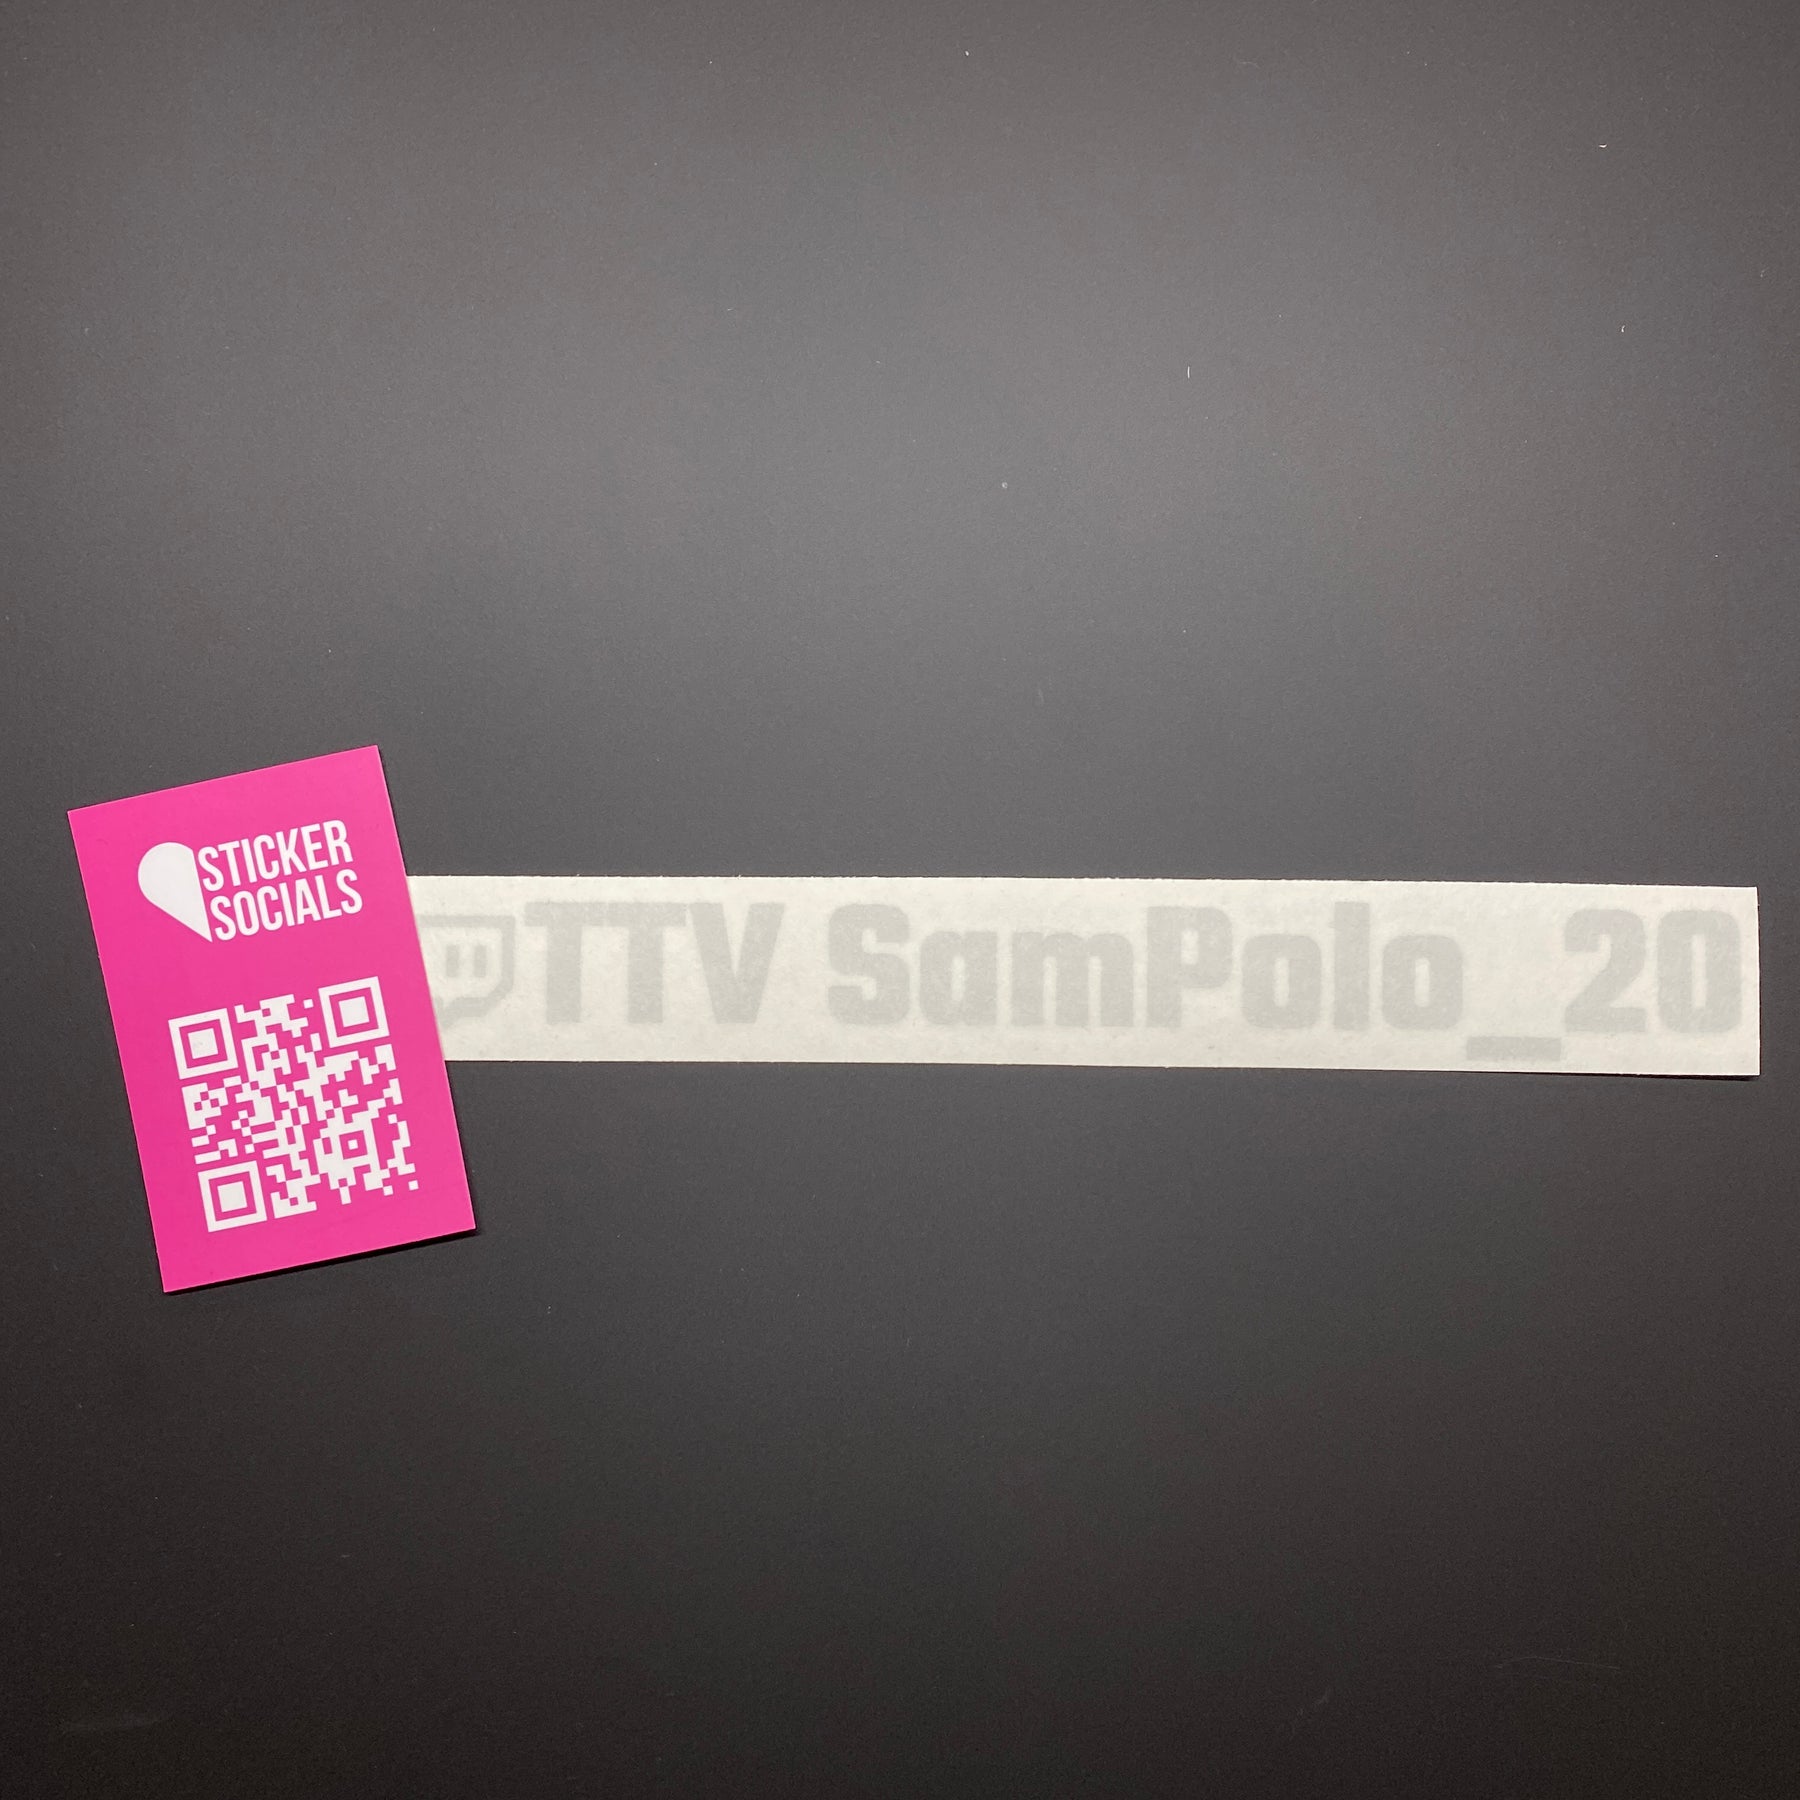 STICKER
SOCIALS
TTV SamPolo_20